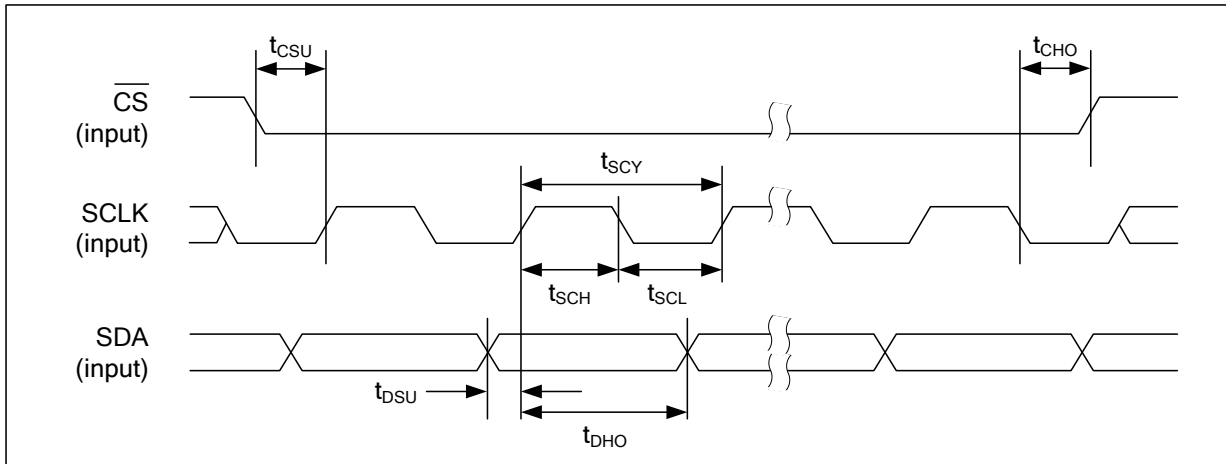 tCSU
tCHO
CS
(input)
tSCY
SCLK
(input)
tSCH
tSCL
SDA
(input)
tDSU
tDHO